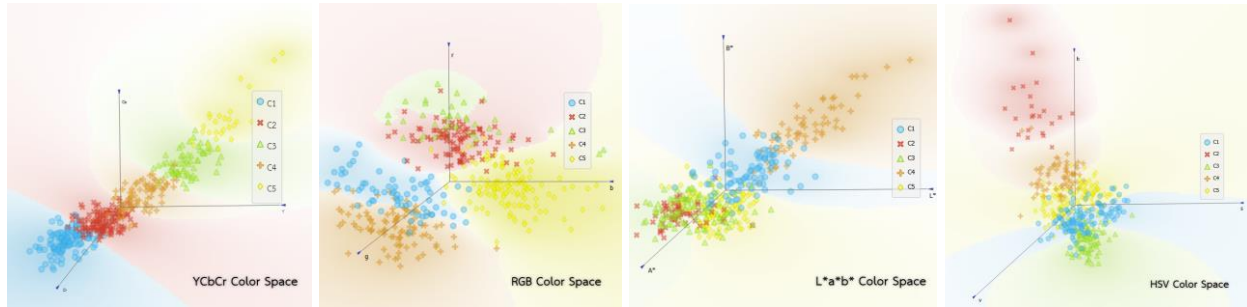 C1
C2
C3
C4
C5
YCbCr Color Space
r
b
g
C1
C2
C3
C4
C5
RGB Color Space
B*
L*
A*
C1
C2
C3
C4
C5
L*a*b* Color Space
h
s
v
C1
C2
C3
C4
C5
HSV Color Space